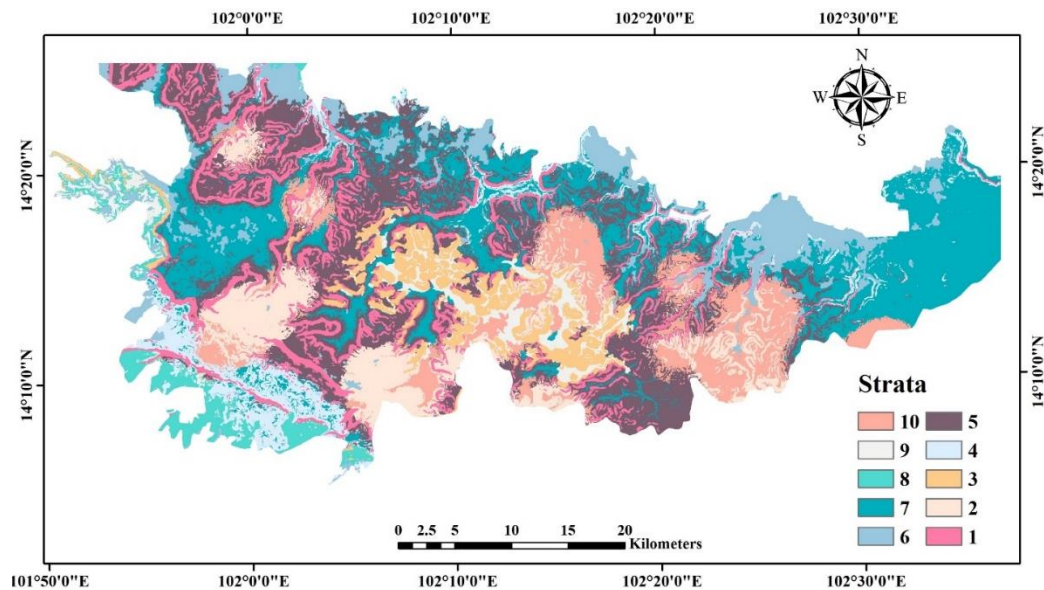 102°0'0"E 102°10'0"E 102°20'0"E 102°30'0"E
N
W E
S
14°20'0"N 14°20'0"N
14°10'0"N 14°10'0"N
Strata
10 5
9 4
8 3
7 2
6 1
0 2.5 5 10 15 20
Kilometers
101°50'0"E 102°0'0"E 102°10'0"E 102°20'0"E 102°30'0"E